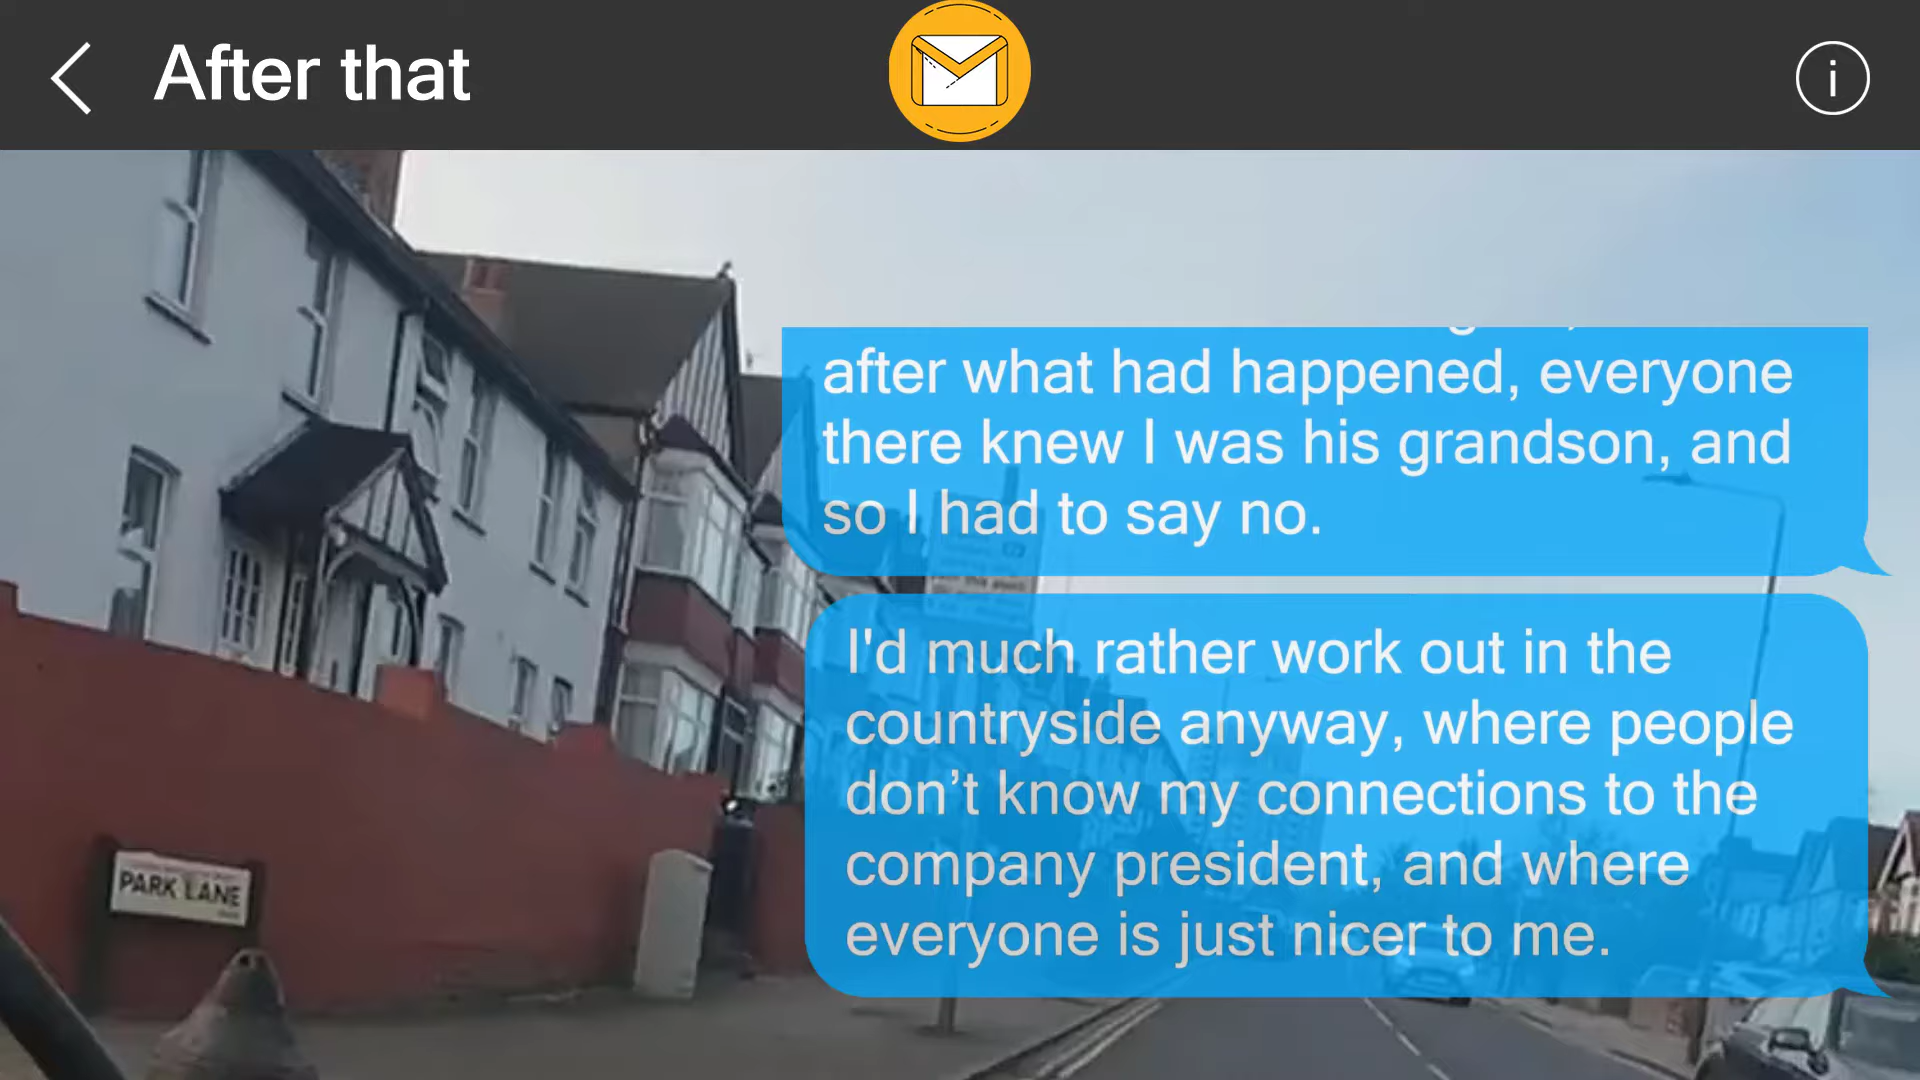 After that
after what had happened, everyone
there knew I was his grandson, and
so I had to say no.
I'd much rather work out in the
countryside anyway, where people
don’t know my connections to the
company president, and where
everyone is just nicer to me.
PARK LANE